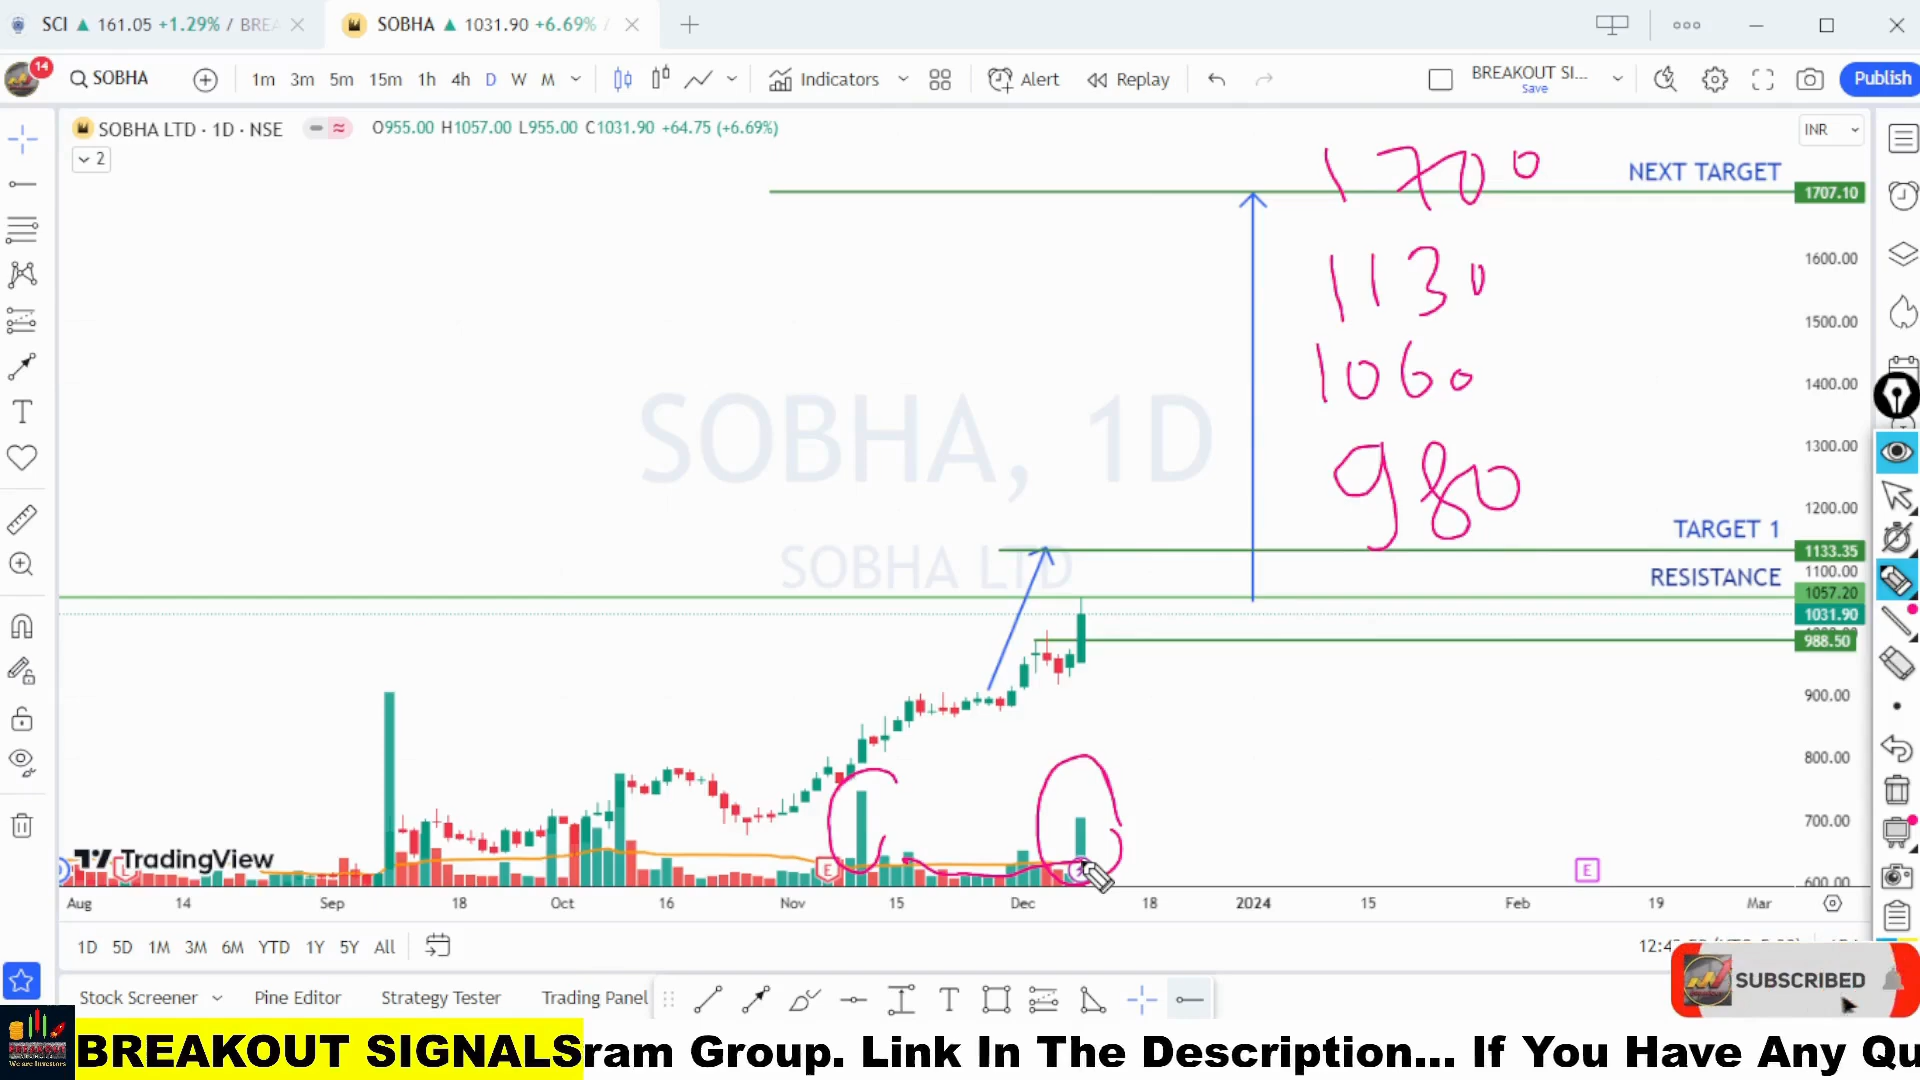 SCI ▲ 161.05 +1.29% / BREA
SOBHA ▲ 1031.90 +6.69% /
14
SOBHA
1m 3m 5m 15m 1h 4h D W M
Indicators
Alert
Replay
BREAKOUT SI...
Save
Publish
SOBHA LTD · 1D · NSE
O955.00 H1057.00 L955.00 C1031.90 +64.75 (+6.69%)
INR
2
1700
NEXT TARGET
1707.10
1600.00
1130
1500.00
1060
1400.00
SOBHA, 1D
1300.00
980
1200.00
TARGET 1
1133.35
SOBHA LTD
1100.00
RESISTANCE
1057.20
1031.90
988.50
900.00
800.00
700.00
TradingView
E
E
E
600.00
Aug 14 Sep 18 Oct 16 Nov 15 Dec 18 2024 15 Feb 19 Mar
1D 5D 1M 3M 6M YTD 1Y 5Y All
Stock Screener
Pine Editor
Strategy Tester
Trading Panel
SUBSCRIBED
BREAKOUT SIGNALS
ram Group. Link In The Description... If You Have Any Qu